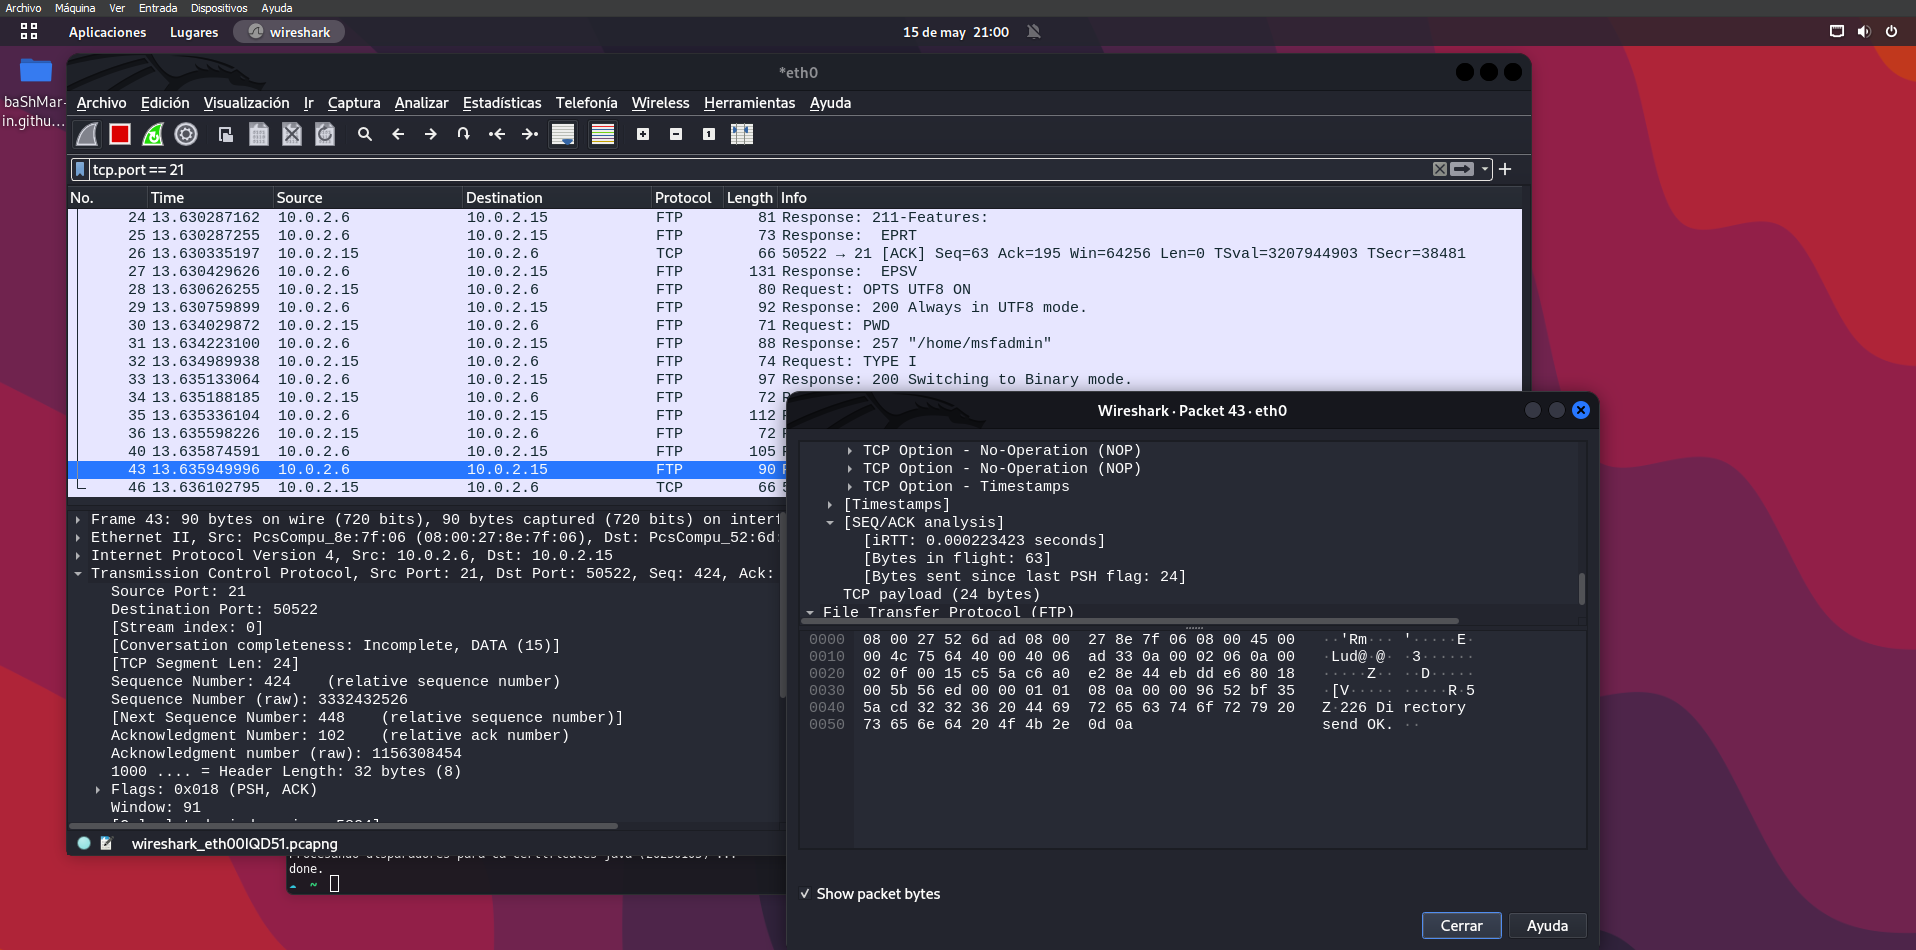 Archivo Máquina Ver Entrada Dispositivos Ayuda
Aplicaciones Lugares wireshark 15 de may 21:00
baShMar-
in.githu...
*eth0
Archivo Edición Visualización Ir Captura Analizar Estadísticas Telefonía Wireless Herramientas Ayuda
tcp.port == 21
No. Time Source Destination Protocol Length Info
24 13.630287162 10.0.2.6 10.0.2.15 FTP 81 Response: 211-Features:
25 13.630287255 10.0.2.6 10.0.2.15 FTP 73 Response: EPRT
26 13.630335197 10.0.2.15 10.0.2.6 TCP 66 50522 → 21 [ACK] Seq=63 Ack=195 Win=64256 Len=0 TSval=3207944903 TSecr=38481
27 13.630429626 10.0.2.6 10.0.2.15 FTP 131 Response: EPSV
28 13.630626255 10.0.2.15 10.0.2.6 FTP 80 Request: OPTS UTF8 ON
29 13.630759899 10.0.2.6 10.0.2.15 FTP 92 Response: 200 Always in UTF8 mode.
30 13.634029872 10.0.2.15 10.0.2.6 FTP 71 Request: PWD
31 13.634223100 10.0.2.6 10.0.2.15 FTP 88 Response: 257 "/home/msfadmin"
32 13.634989938 10.0.2.15 10.0.2.6 FTP 74 Request: TYPE I
33 13.635133064 10.0.2.6 10.0.2.15 FTP 97 Response: 200 Switching to Binary mode.
34 13.635188185 10.0.2.15 10.0.2.6 FTP 72
35 13.635336104 10.0.2.6 10.0.2.15 FTP 112
36 13.635598226 10.0.2.15 10.0.2.6 FTP 72
40 13.635874591 10.0.2.6 10.0.2.15 FTP 105
43 13.635949996 10.0.2.6 10.0.2.15 FTP 90
46 13.636102795 10.0.2.15 10.0.2.6 TCP 66
Frame 43: 90 bytes on wire (720 bits), 90 bytes captured (720 bits) on interf
Ethernet II, Src: PcsCompu_8e:7f:06 (08:00:27:8e:7f:06), Dst: PcsCompu_52:6d:
Internet Protocol Version 4, Src: 10.0.2.6, Dst: 10.0.2.15
Transmission Control Protocol, Src Port: 21, Dst Port: 50522, Seq: 424, Ack:
Source Port: 21
Destination Port: 50522
[Stream index: 0]
[Conversation completeness: Incomplete, DATA (15)]
[TCP Segment Len: 24]
Sequence Number: 424 (relative sequence number)
Sequence Number (raw): 3332432526
[Next Sequence Number: 448 (relative sequence number)]
Acknowledgment Number: 102 (relative ack number)
Acknowledgment number (raw): 1156308454
1000 .... = Header Length: 32 bytes (8)
Flags: 0x018 (PSH, ACK)
Window: 91
wireshark_eth00IQD51.pcapng
done.
~
Wireshark · Packet 43 · eth0
TCP Option - No-Operation (NOP)
TCP Option - No-Operation (NOP)
TCP Option - Timestamps
[Timestamps]
[SEQ/ACK analysis]
[iRTT: 0.000223423 seconds]
[Bytes in flight: 63]
[Bytes sent since last PSH flag: 24]
TCP payload (24 bytes)
File Transfer Protocol (FTP)
0000 08 00 27 52 6d ad 08 00 27 8e 7f 06 08 00 45 00 ··'Rm··· '·····E·
0010 00 4c 75 64 40 00 40 06 ad 33 0a 00 02 06 0a 00 ·Lud@·@· ·3······
0020 02 0f 00 15 c5 5a c6 a0 e2 8e 44 eb dd e6 80 18 ·····Z·· ··D·····
0030 00 5b 56 ed 00 00 01 01 08 0a 00 00 96 52 bf 35 ·[V····· ·····R·5
0040 5a cd 32 32 36 20 44 69 72 65 63 74 6f 72 79 20 Z·226 Di rectory
0050 73 65 6e 64 20 4f 4b 2e 0d 0a send OK. ··
Show packet bytes
Cerrar Ayuda